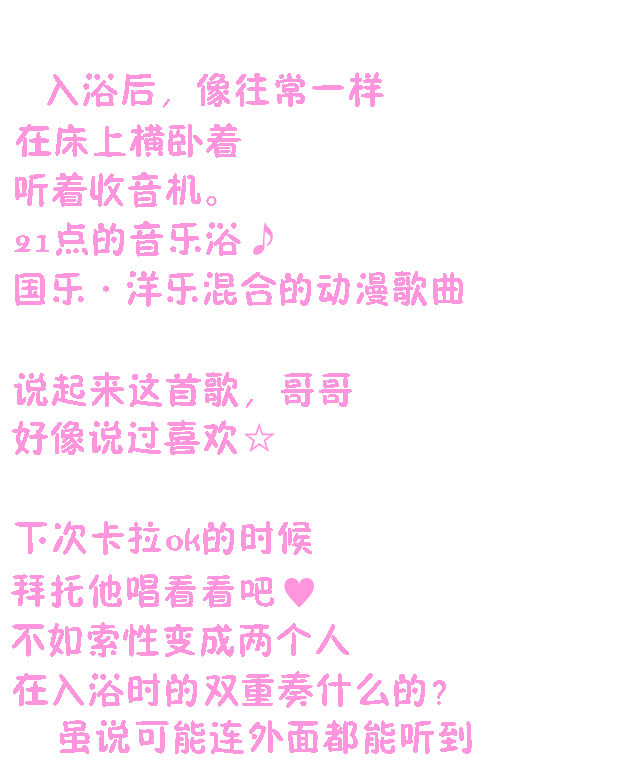 入浴后，像往常一样
在床上横卧着
听着收音机。
21点的音乐浴♪
国乐·洋乐混合的动漫歌曲
说起来这首歌，哥哥
好像说过喜欢☆
下次卡拉ok的时候
拜托他唱看看吧♥
不如索性变成两个人
在入浴时的双重奏什么的?
虽说可能连外面都能听到